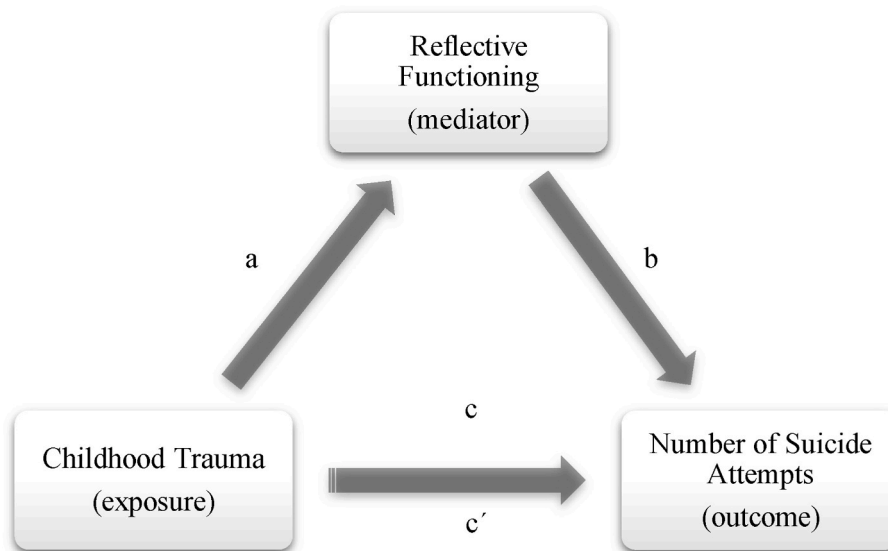 Reflective
Functioning
(mediator)
a
b
c
Childhood Trauma
(exposure)
Number of Suicide
Attempts
(outcome)
c´